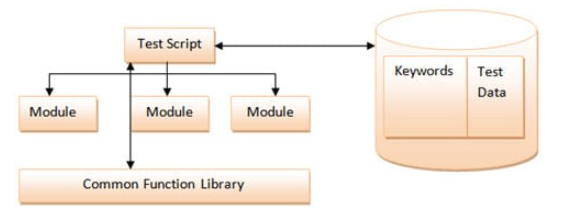 Test Script
Keywords
Test
Data
Module
Module
Module
Common Function Library